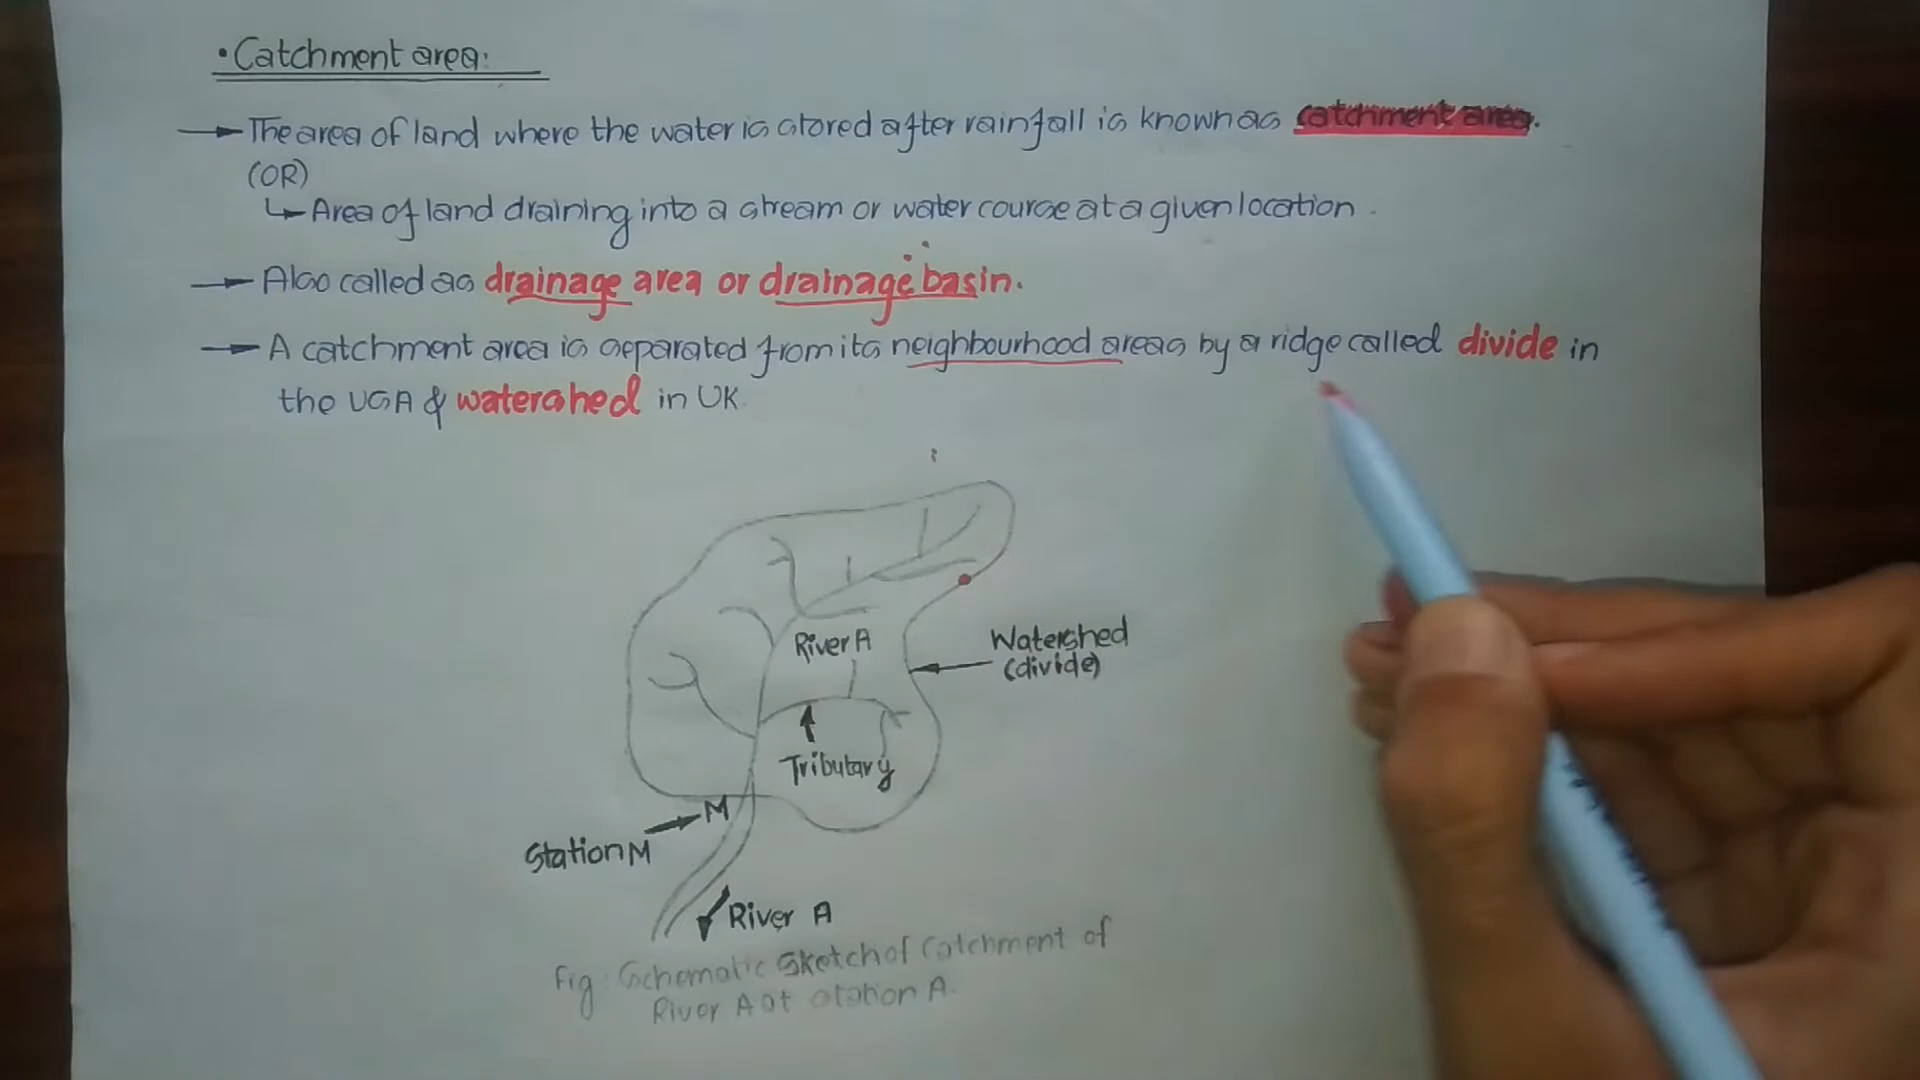 • Catchment area:
→ The area of land where the water is stored after rainfall is known as catchment area.
(OR)
↳ Area of land draining into a stream or water course at a given location.
→ Also called as drainage area or drainage basin.
→ A catchment area is separated from its neighbourhood areas by a ridge called divide in
the USA & watershed in UK.
River A
Watershed
(divide)
Tributary
M
Station M
River A
Fig: Schematic Sketch of Catchment of
River A at station A.